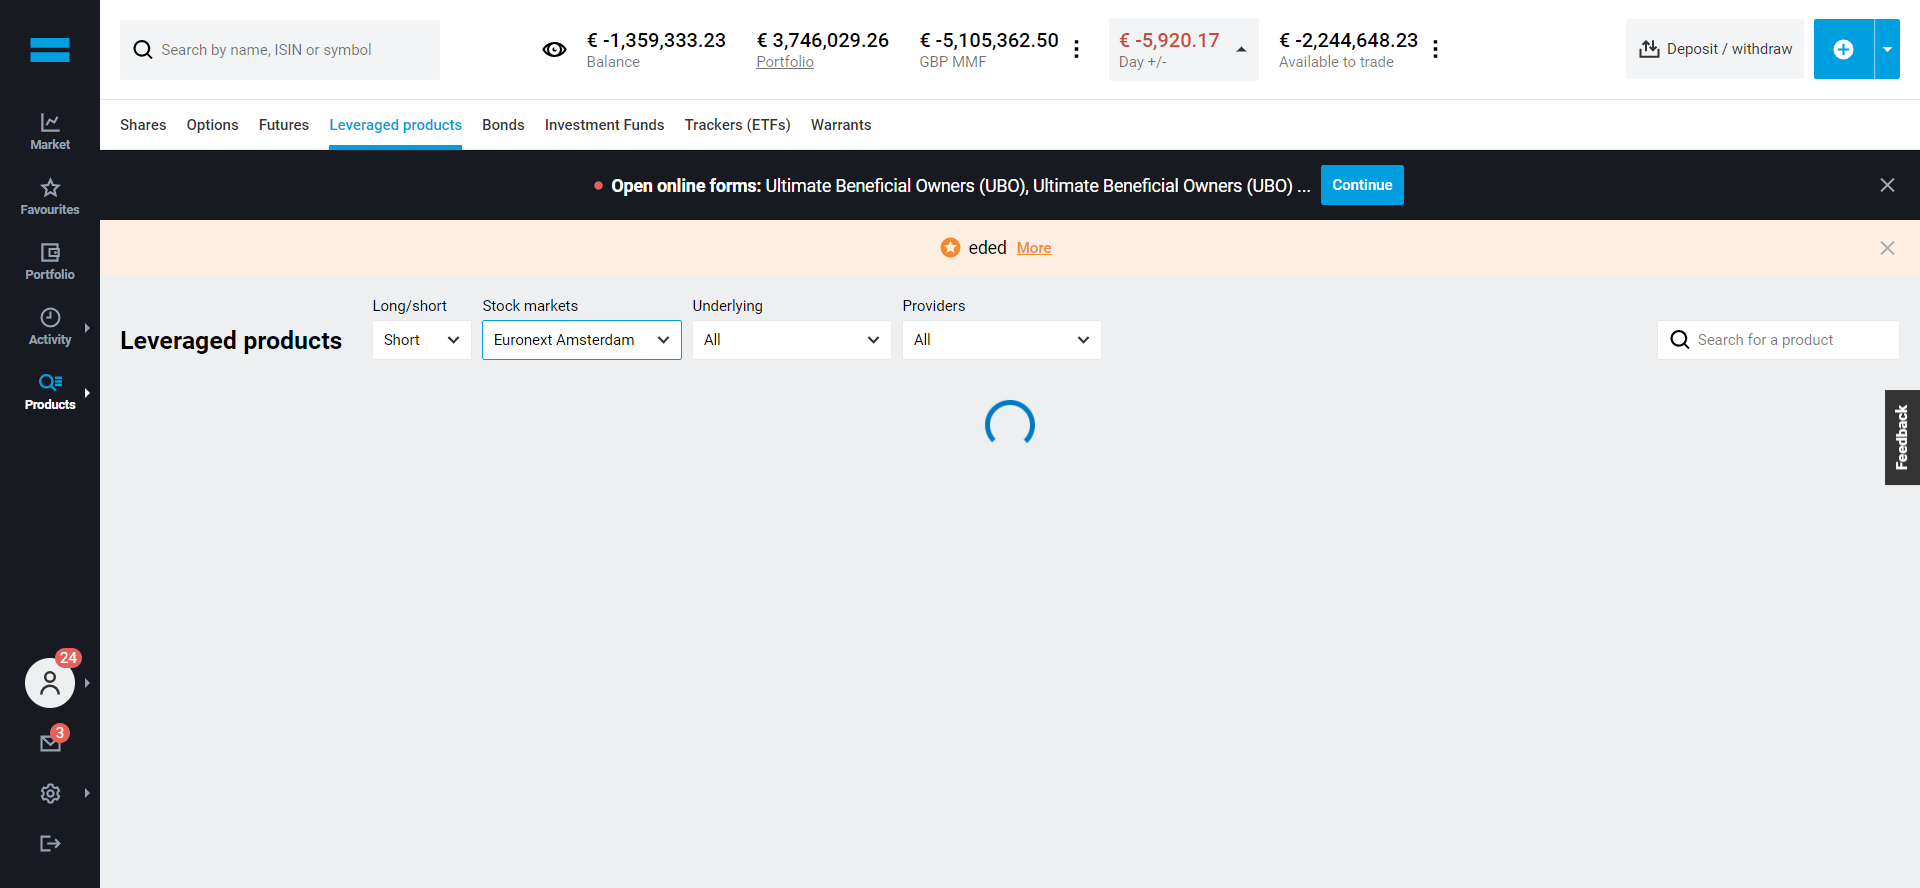 Search by name, ISIN or symbol
€ -1,359,333.23
Balance
€ 3,746,029.26
Portfolio
€ -5,105,362.50
GBP MMF
€ -5,920.17
Day +/-
€ -2,244,648.23
Available to trade
Deposit / withdraw
Market
Favourites
Portfolio
Activity
Products
24
3
Shares Options Futures Leveraged products Bonds Investment Funds Trackers (ETFs) Warrants
Open online forms: Ultimate Beneficial Owners (UBO), Ultimate Beneficial Owners (UBO) ... Continue
eded More
Leveraged products
Long/short
Short
Stock markets
Euronext Amsterdam
Underlying
All
Providers
All
Search for a product
Feedback